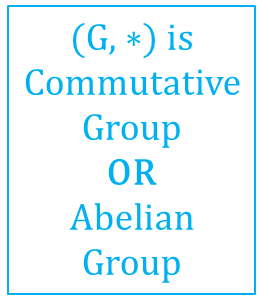 (G, ∗) is
Commutative
Group
OR
Abelian
Group